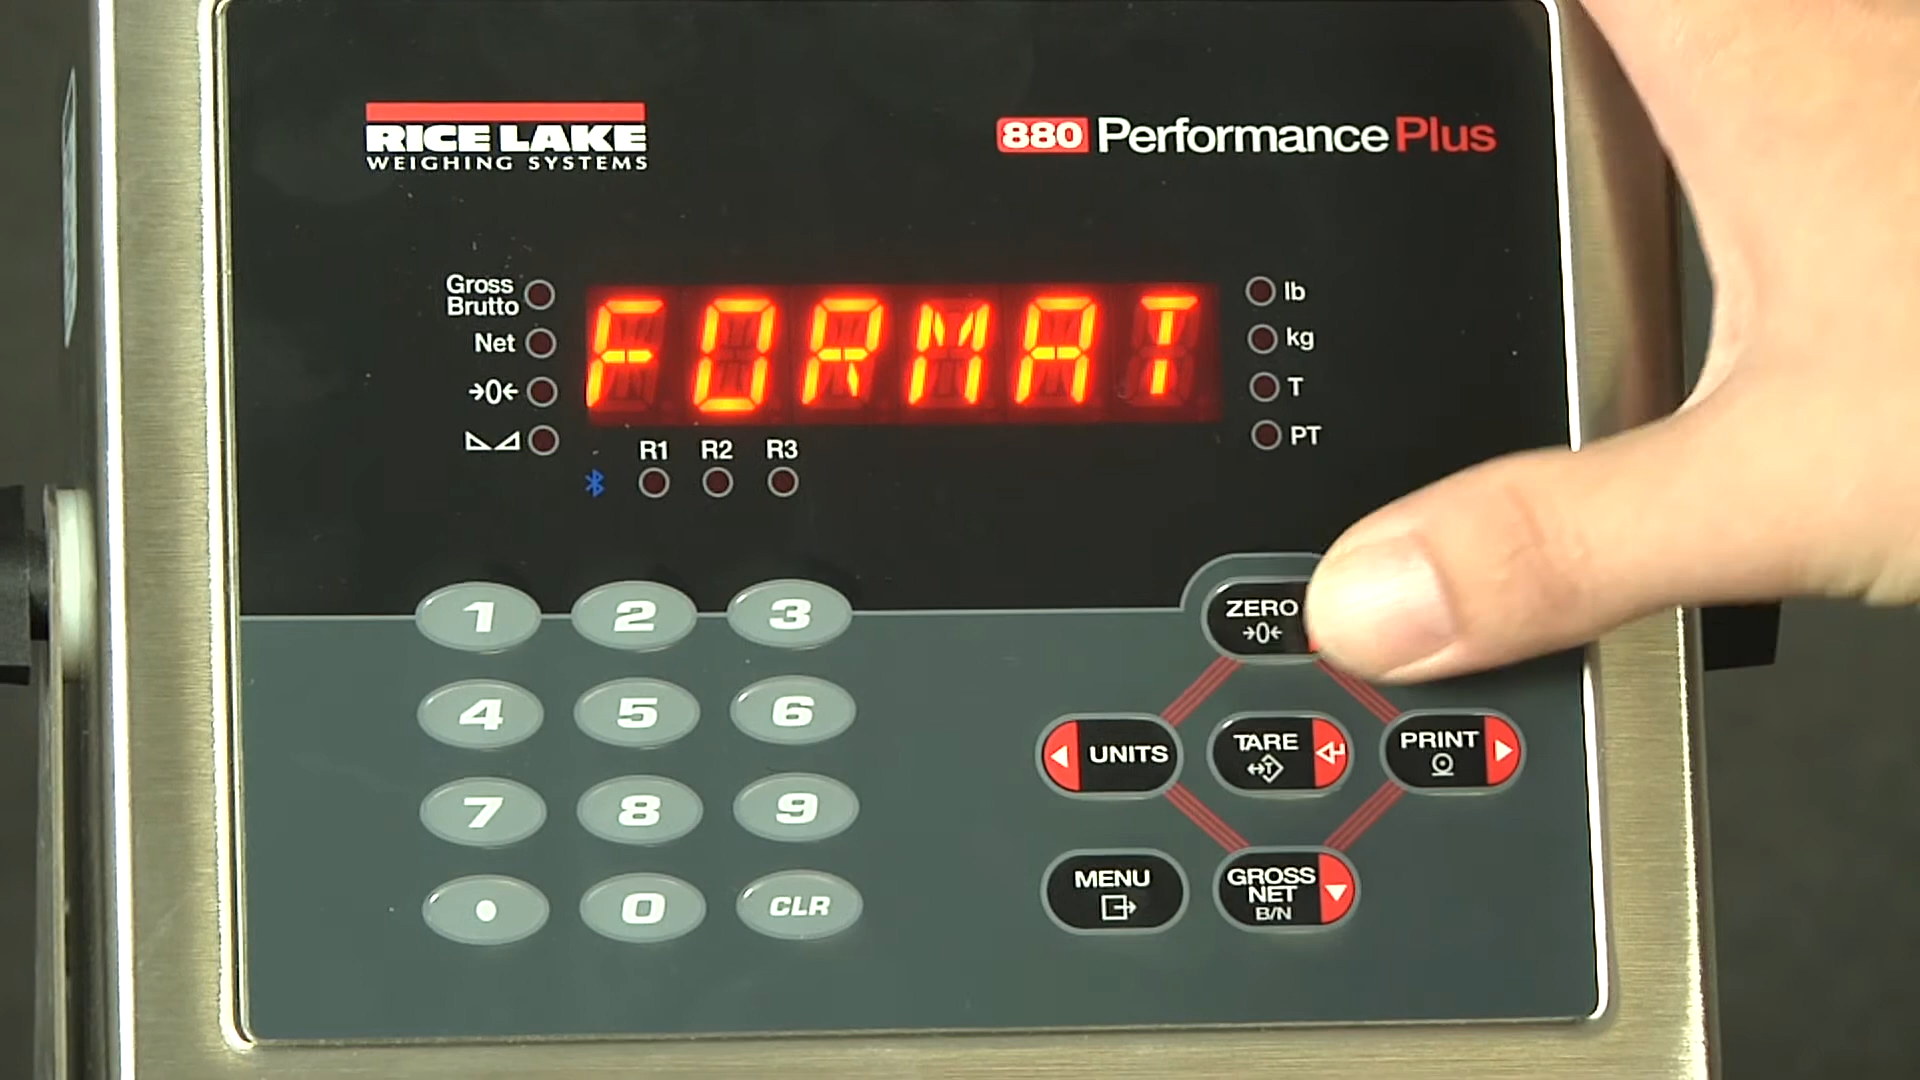 RICE LAKE
WEIGHING SYSTEMS
880 Performance Plus
Gross
Brutto
Net
→0←
FORMAT
lb
kg
T
PT
R1 R2 R3
1 2 3
4 5 6
7 8 9
. 0 CLR
ZERO
→0←
UNITS
TARE
T
PRINT
MENU
GROSS
NET
B/N